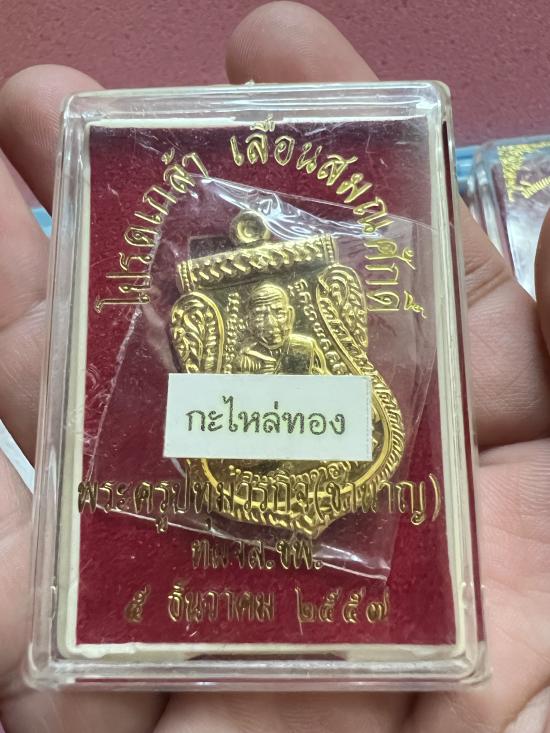 โปรดเกล้า เลื่อนสมณศักดิ์
กะไหล่ทอง
พระครูปทุมวรกิจ(ชำนาญ)
๕ ธันวาคม ๒๕๕๗